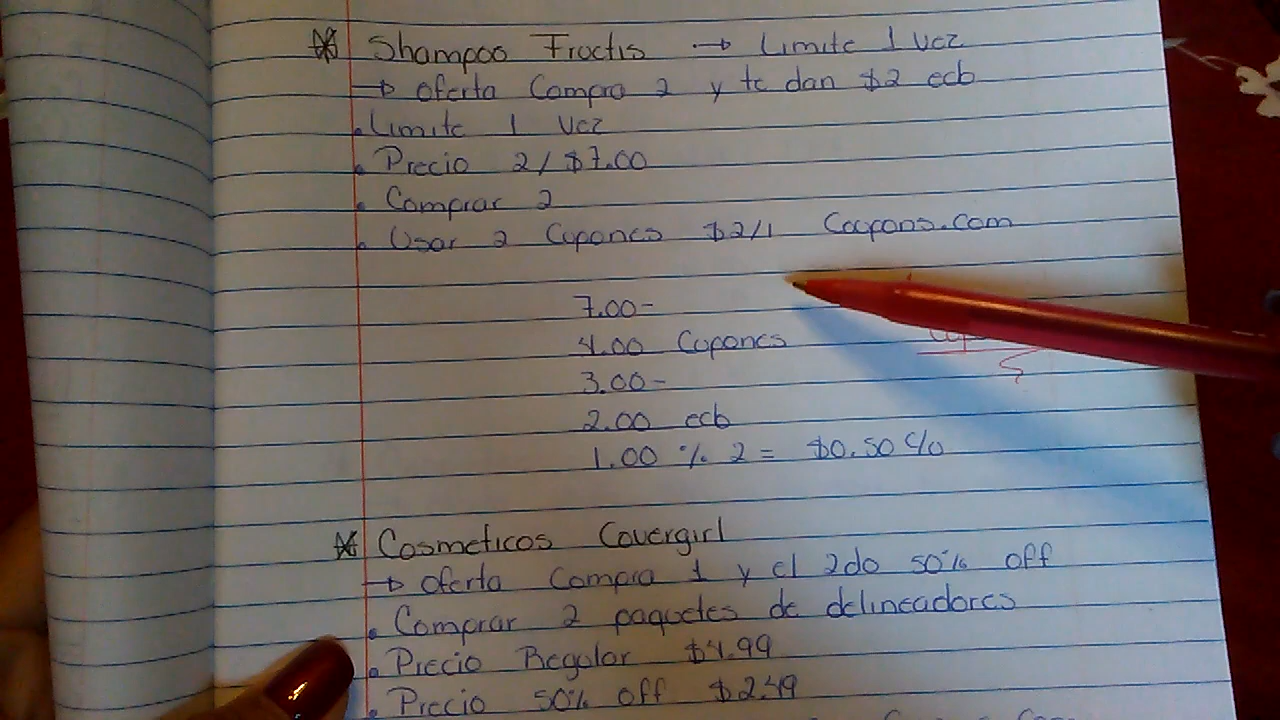 * Shampoo Fructis → Limite 1 vez
→ oferta Compra 2 y te dan $2 ecb
• Limite 1 vez
• Precio 2/$7.00
• Comprar 2
• Usar 2 Cupones $2/1 Coupons.com
7.00-
4.00 Cupones
3.00-
2.00 ecb
1.00 % 2 = $0.50 c/u
* Cosmeticos Covergirl
→ oferta Compra 1 y el 2do 50% off
• Comprar 2 paquetes de delineadores
• Precio Regular $4.99
• Precio 50% off $2.49